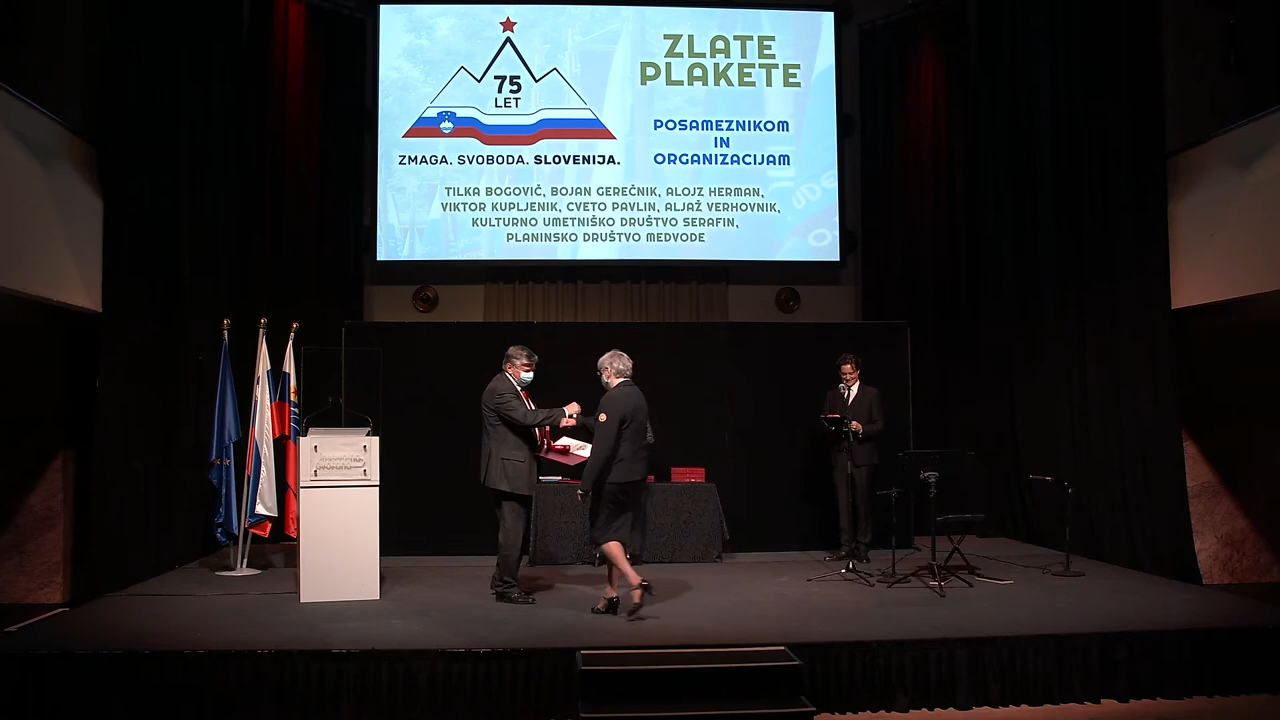 75
LET
ZMAGA. SVOBODA. SLOVENIJA.
ZLATE
PLAKETE
POSAMEZNIKOM
IN
ORGANIZACIJAM
TILKA BOGOVIČ, BOJAN GEREČNIK, ALOJZ HERMAN,
VIKTOR KUPLJENIK, CVETO PAVLIN, ALJAŽ VERHOVNIK,
KULTURNO UMETNIŠKO DRUŠTVO SERAFIN,
PLANINSKO DRUŠTVO MEDVODE